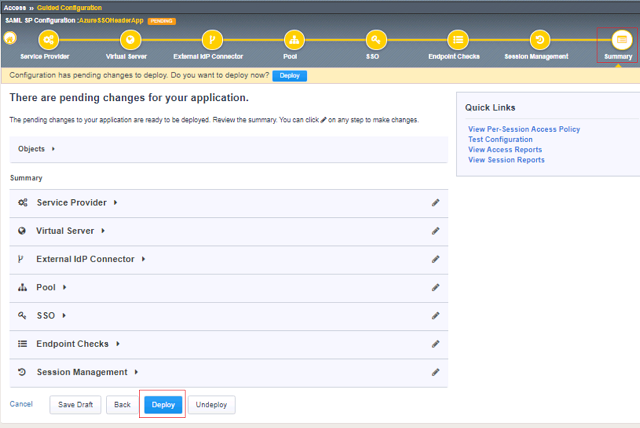 Access » Guided Configuration
SAML SP Configuration :AzureSSOHeaderApp PENDING
Service Provider Virtual Server External IdP Connector Pool SSO Endpoint Checks Session Management Summary
Configuration has pending changes to deploy. Do you want to deploy now? Deploy
There are pending changes for your application.
The pending changes to your application are ready to be deployed. Review the summary. You can click on any step to make changes.
Objects
Summary
Service Provider
Virtual Server
External IdP Connector
Pool
SSO
Endpoint Checks
Session Management
Cancel Save Draft Back Deploy Undeploy
Quick Links
View Per-Session Access Policy
Test Configuration
View Access Reports
View Session Reports